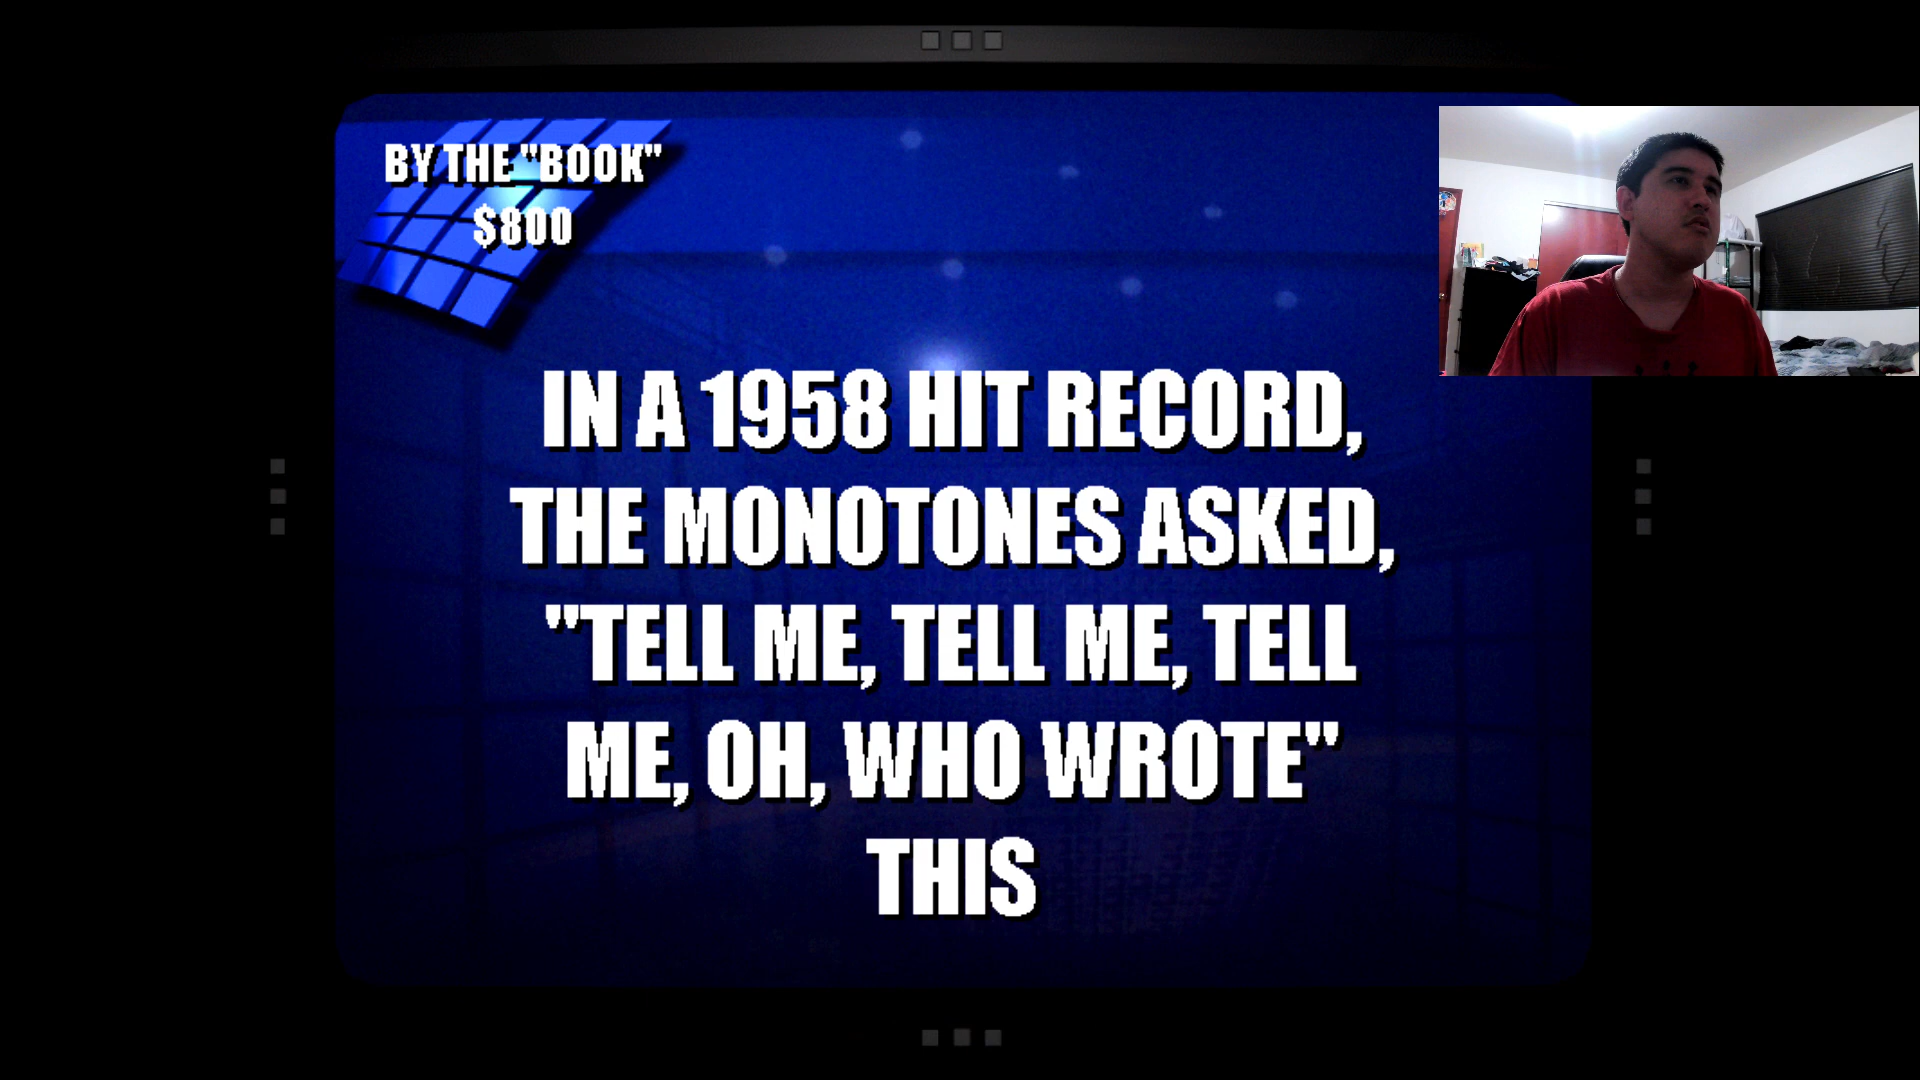 BY THE "BOOK"
$800
IN A 1958 HIT RECORD,
THE MONOTONES ASKED,
"TELL ME, TELL ME, TELL
ME, OH, WHO WROTE"
THIS